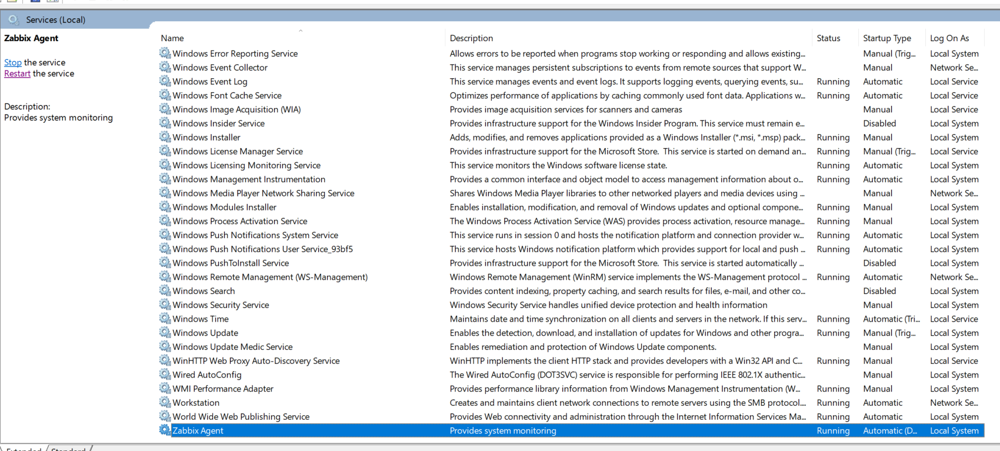 Services (Local)
Zabbix Agent
Stop the service
Restart the service
Description:
Provides system monitoring
Name Description Status Startup Type Log On As
Windows Error Reporting Service Allows errors to be reported when programs stop working or responding and allows existing... Manual (Trig... Local System
Windows Event Collector This service manages persistent subscriptions to events from remote sources that support W... Manual Network Se...
Windows Event Log This service manages events and event logs. It supports logging events, querying events, su... Running Automatic Local Service
Windows Font Cache Service Optimizes performance of applications by caching commonly used font data. Applications w... Running Automatic Local Service
Windows Image Acquisition (WIA) Provides image acquisition services for scanners and cameras Manual Local Service
Windows Insider Service Provides infrastructure support for the Windows Insider Program. This service must remain e... Disabled Local System
Windows Installer Adds, modifies, and removes applications provided as a Windows Installer (*.msi, *.msp) pack... Running Manual Local System
Windows License Manager Service Provides infrastructure support for the Microsoft Store.  This service is started on demand an... Running Manual (Trig... Local Service
Windows Licensing Monitoring Service This service monitors the Windows software license state. Running Automatic Local System
Windows Management Instrumentation Provides a common interface and object model to access management information about o... Running Automatic Local System
Windows Media Player Network Sharing Service Shares Windows Media Player libraries to other networked players and media devices using ... Manual Network Se...
Windows Modules Installer Enables installation, modification, and removal of Windows updates and optional compone... Running Manual Local System
Windows Process Activation Service The Windows Process Activation Service (WAS) provides process activation, resource manage... Running Manual Local System
Windows Push Notifications System Service This service runs in session 0 and hosts the notification platform and connection provider w... Running Automatic Local System
Windows Push Notifications User Service_93bf5 This service hosts Windows notification platform which provides support for local and push ... Running Automatic Local System
Windows PushToInstall Service Provides infrastructure support for the Microsoft Store.  This service is started automatically ... Disabled Local System
Windows Remote Management (WS-Management) Windows Remote Management (WinRM) service implements the WS-Management protocol ... Running Automatic Network Se...
Windows Search Provides content indexing, property caching, and search results for files, e-mail, and other co... Disabled Local System
Windows Security Service Windows Security Service handles unified device protection and health information Manual Local System
Windows Time Maintains date and time synchronization on all clients and servers in the network. If this serv... Running Automatic (Tri... Local Service
Windows Update Enables the detection, download, and installation of updates for Windows and other progra... Running Manual (Trig... Local System
Windows Update Medic Service Enables remediation and protection of Windows Update components. Manual Local System
WinHTTP Web Proxy Auto-Discovery Service WinHTTP implements the client HTTP stack and provides developers with a Win32 API and C... Running Manual Local Service
Wired AutoConfig The Wired AutoConfig (DOT3SVC) service is responsible for performing IEEE 802.1X authentic... Manual Local System
WMI Performance Adapter Provides performance library information from Windows Management Instrumentation (W... Running Manual Local System
Workstation Creates and maintains client network connections to remote servers using the SMB protocol.... Running Automatic Network Se...
World Wide Web Publishing Service Provides Web connectivity and administration through the Internet Information Services Ma... Running Automatic Local System
Zabbix Agent Provides system monitoring Running Automatic (D... Local System
Extended Standard